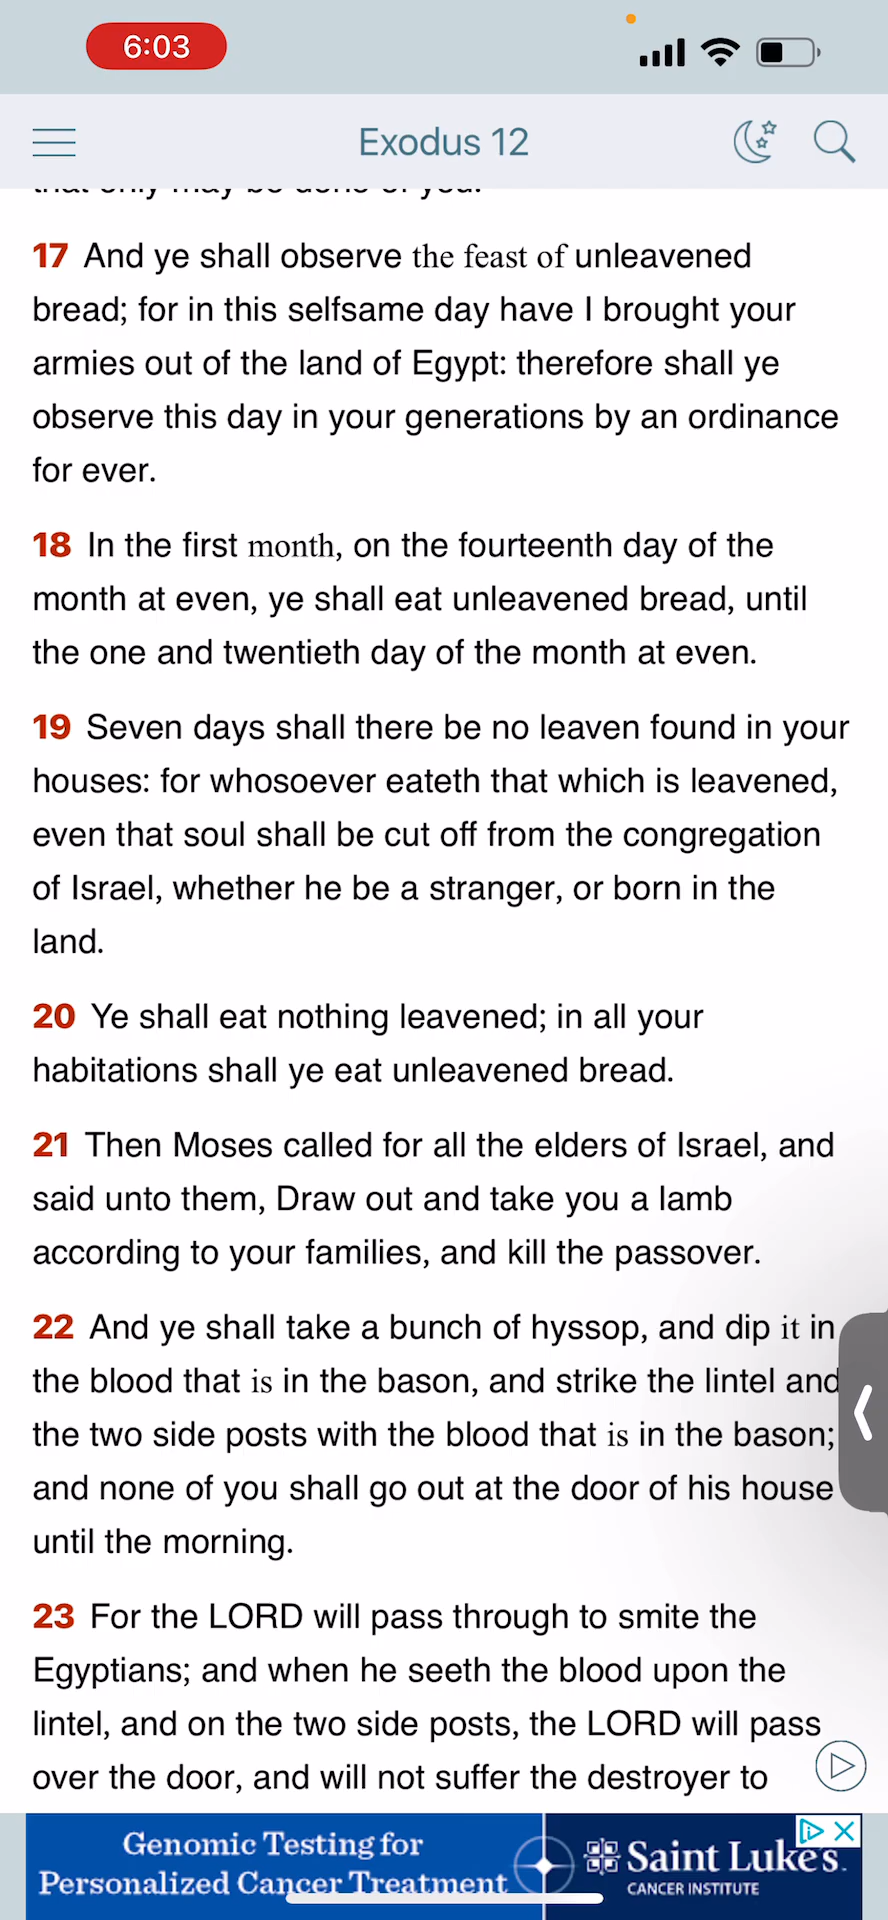 6:03
Exodus 12
that only may be done of you.
17 And ye shall observe the feast of unleavened
bread; for in this selfsame day have I brought your
armies out of the land of Egypt: therefore shall ye
observe this day in your generations by an ordinance
for ever.
18 In the first month, on the fourteenth day of the
month at even, ye shall eat unleavened bread, until
the one and twentieth day of the month at even.
19 Seven days shall there be no leaven found in your
houses: for whosoever eateth that which is leavened,
even that soul shall be cut off from the congregation
of Israel, whether he be a stranger, or born in the
land.
20 Ye shall eat nothing leavened; in all your
habitations shall ye eat unleavened bread.
21 Then Moses called for all the elders of Israel, and
said unto them, Draw out and take you a lamb
according to your families, and kill the passover.
22 And ye shall take a bunch of hyssop, and dip it in
the blood that is in the bason, and strike the lintel and
the two side posts with the blood that is in the bason;
and none of you shall go out at the door of his house
until the morning.
23 For the LORD will pass through to smite the
Egyptians; and when he seeth the blood upon the
lintel, and on the two side posts, the LORD will pass
over the door, and will not suffer the destroyer to
Genomic Testing for
Personalized Cancer Treatment
Saint Luke's.
CANCER INSTITUTE